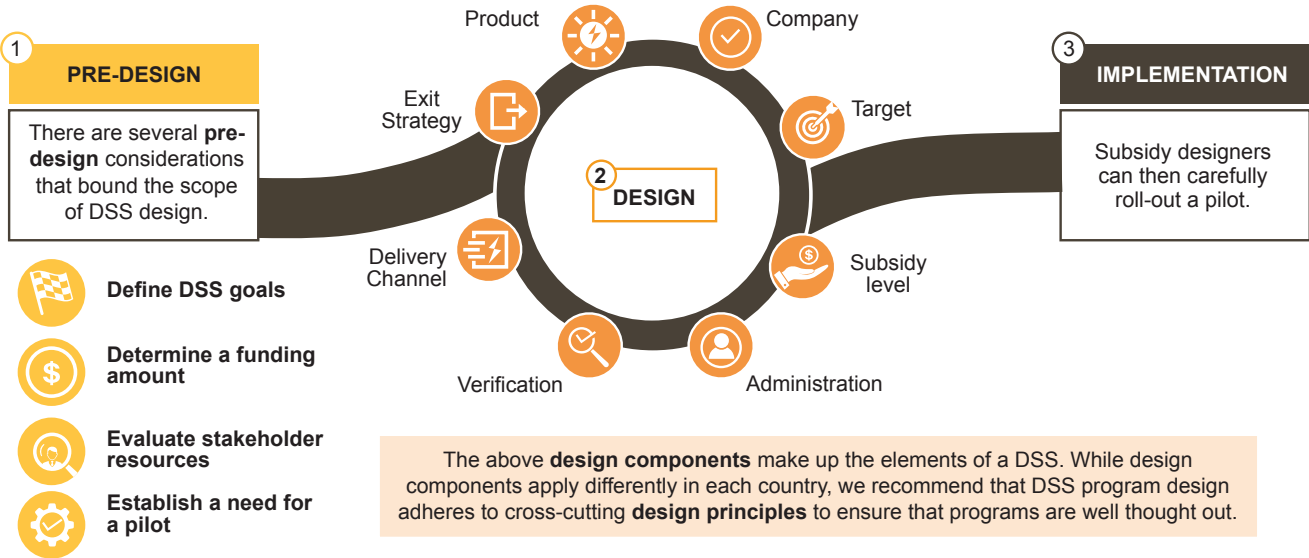 1
PRE-DESIGN
There are several pre-
design considerations
that bound the scope
of DSS design.
Define DSS goals
$
Determine a funding
amount
Evaluate stakeholder
resources
Establish a need for
a pilot
2
DESIGN
Product
Company
Target
$
Subsidy
level
Administration
Verification
Delivery
Channel
Exit
Strategy
3
IMPLEMENTATION
Subsidy designers
can then carefully
roll-out a pilot.
The above design components make up the elements of a DSS. While design
components apply differently in each country, we recommend that DSS program design
adheres to cross-cutting design principles to ensure that programs are well thought out.